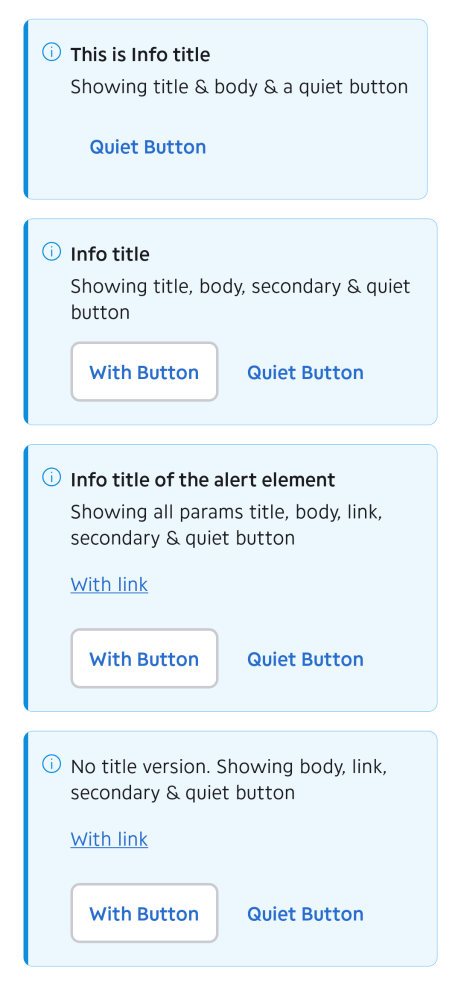 This is Info title
Showing title & body & a quiet button
Quiet Button
Info title
Showing title, body, secondary & quiet
button
With Button Quiet Button
Info title of the alert element
Showing all params title, body, link,
secondary & quiet button
With link
With Button Quiet Button
No title version. Showing body, link,
secondary & quiet button
With link
With Button Quiet Button